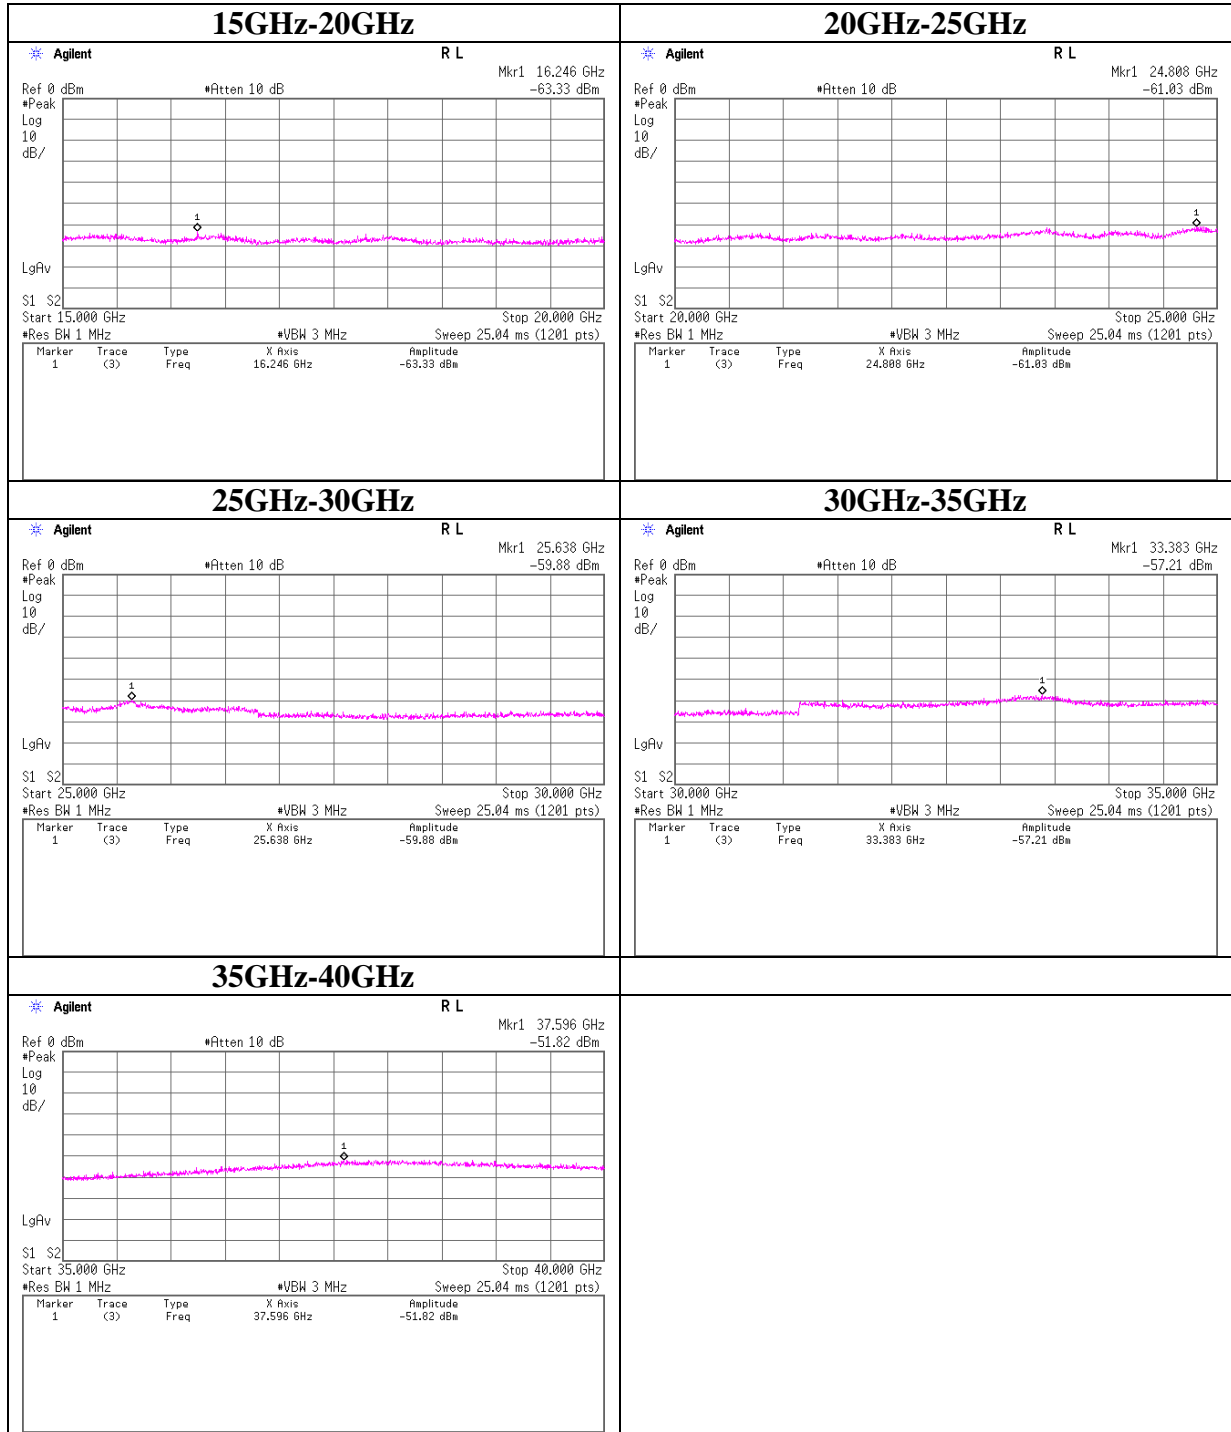 15GHz-20GHz
Agilent R L
Mkr1 16.246 GHz
Ref 0 dBm #Atten 10 dB -63.33 dBm
#Peak
Log
10
dB/
1
LgAv
S1 S2
Start 15.000 GHz Stop 20.000 GHz
#Res BW 1 MHz #VBW 3 MHz Sweep 25.04 ms (1201 pts)
Marker Trace Type X Axis Amplitude
1 (3) Freq 16.246 GHz -63.33 dBm
20GHz-25GHz
Agilent R L
Mkr1 24.808 GHz
Ref 0 dBm #Atten 10 dB -61.03 dBm
#Peak
Log
10
dB/
1
LgAv
S1 S2
Start 20.000 GHz Stop 25.000 GHz
#Res BW 1 MHz #VBW 3 MHz Sweep 25.04 ms (1201 pts)
Marker Trace Type X Axis Amplitude
1 (3) Freq 24.808 GHz -61.03 dBm
25GHz-30GHz
Agilent R L
Mkr1 25.638 GHz
Ref 0 dBm #Atten 10 dB -59.88 dBm
#Peak
Log
10
dB/
1
LgAv
S1 S2
Start 25.000 GHz Stop 30.000 GHz
#Res BW 1 MHz #VBW 3 MHz Sweep 25.04 ms (1201 pts)
Marker Trace Type X Axis Amplitude
1 (3) Freq 25.638 GHz -59.88 dBm
30GHz-35GHz
Agilent R L
Mkr1 33.383 GHz
Ref 0 dBm #Atten 10 dB -57.21 dBm
#Peak
Log
10
dB/
1
LgAv
S1 S2
Start 30.000 GHz Stop 35.000 GHz
#Res BW 1 MHz #VBW 3 MHz Sweep 25.04 ms (1201 pts)
Marker Trace Type X Axis Amplitude
1 (3) Freq 33.383 GHz -57.21 dBm
35GHz-40GHz
Agilent R L
Mkr1 37.596 GHz
Ref 0 dBm #Atten 10 dB -51.82 dBm
#Peak
Log
10
dB/
1
LgAv
S1 S2
Start 35.000 GHz Stop 40.000 GHz
#Res BW 1 MHz #VBW 3 MHz Sweep 25.04 ms (1201 pts)
Marker Trace Type X Axis Amplitude
1 (3) Freq 37.596 GHz -51.82 dBm